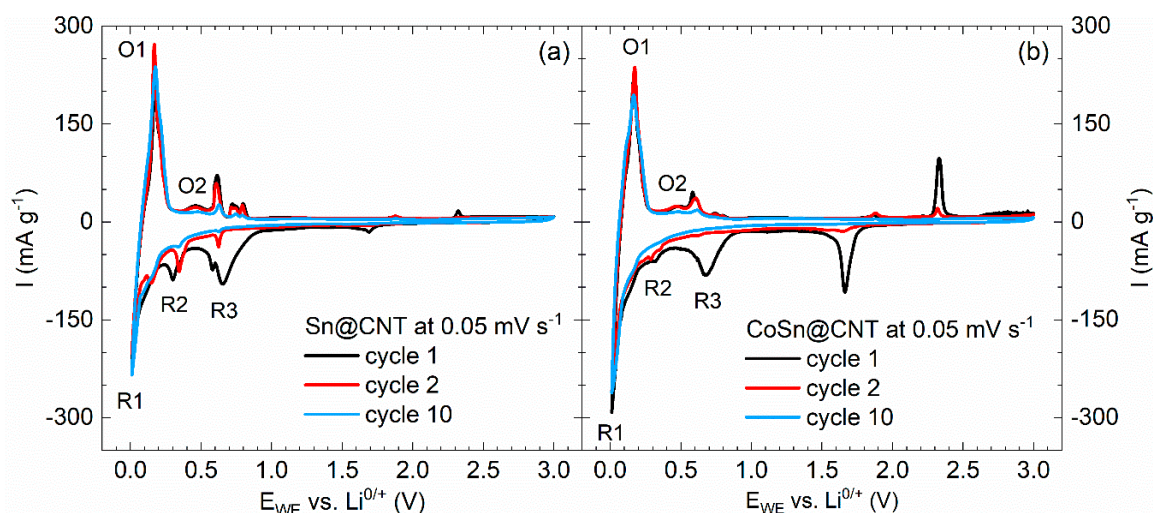 300
150
0
-150
-300
I (mA g⁻¹)
O1
(a)
O2
R2
R3
R1
Sn@CNT at 0.05 mV s⁻¹
cycle 1
cycle 2
cycle 10
0.0 0.5 1.0 1.5 2.0 2.5 3.0
E_WE vs. Li⁰ᐟ⁺ (V)
O1
(b)
O2
R2
R3
R1
CoSn@CNT at 0.05 mV s⁻¹
cycle 1
cycle 2
cycle 10
0.0 0.5 1.0 1.5 2.0 2.5 3.0
E_WE vs. Li⁰ᐟ⁺ (V)
300
150
0
-150
-300
I (mA g⁻¹)